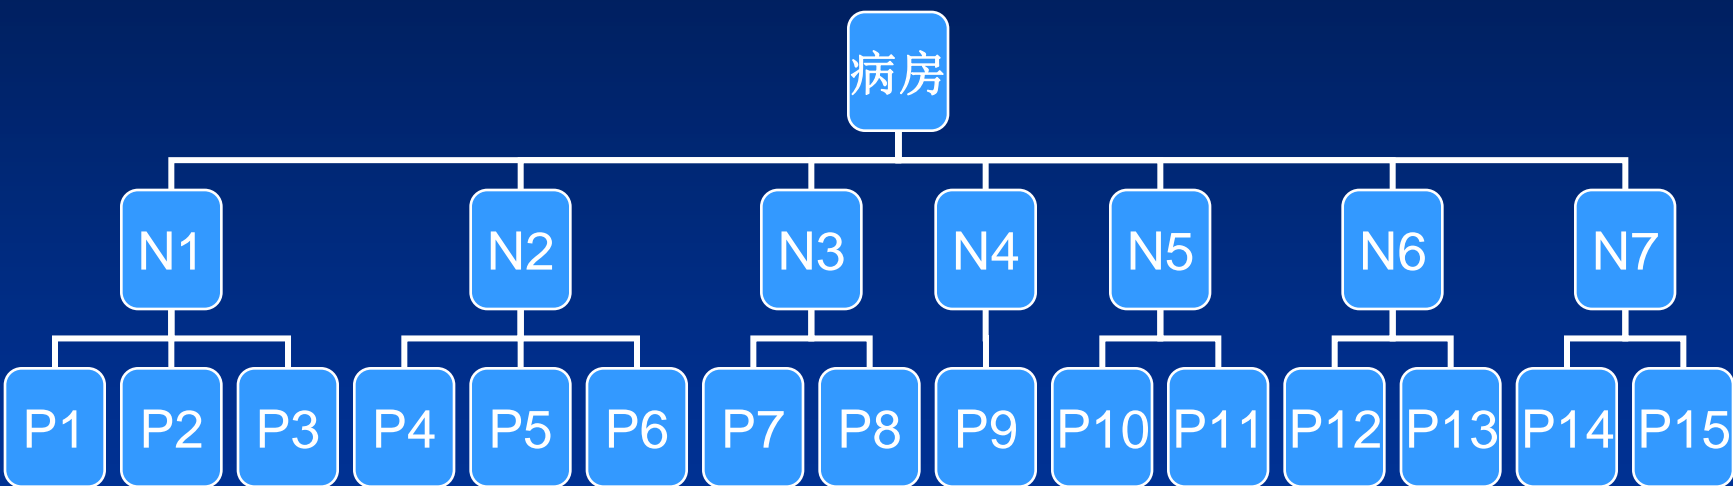 病房
N1 N2 N3 N4 N5 N6 N7
P1 P2 P3 P4 P5 P6 P7 P8 P9 P10 P11 P12 P13 P14 P15